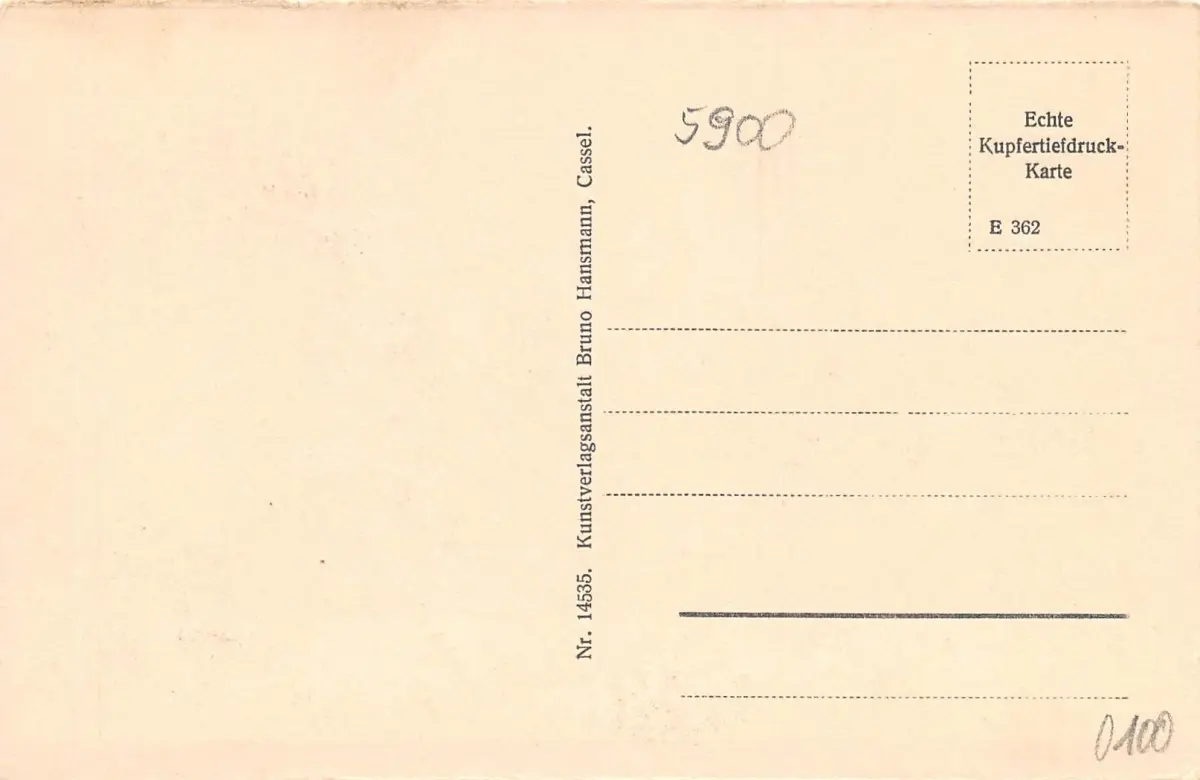 5900
Echte
Kupfertiefdruck-
Karte
E 362
Nr. 14535. Kunstverlagsanstalt Bruno Hansmann, Cassel.
0100